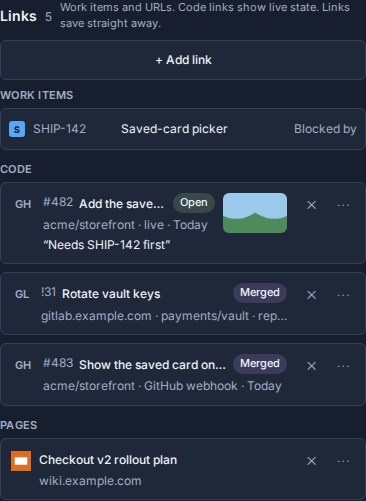 Links 5 Work items and URLs. Code links show live state. Links
save straight away.
+ Add link
WORK ITEMS
S SHIP-142 Saved-card picker Blocked by
CODE
GH #482 Add the save... Open × ...
acme/storefront · live · Today
“Needs SHIP-142 first”
GL !31 Rotate vault keys Merged × ...
gitlab.example.com · payments/vault · rep...
GH #483 Show the saved card on... Merged × ...
acme/storefront · GitHub webhook · Today
PAGES
Checkout v2 rollout plan × ...
wiki.example.com